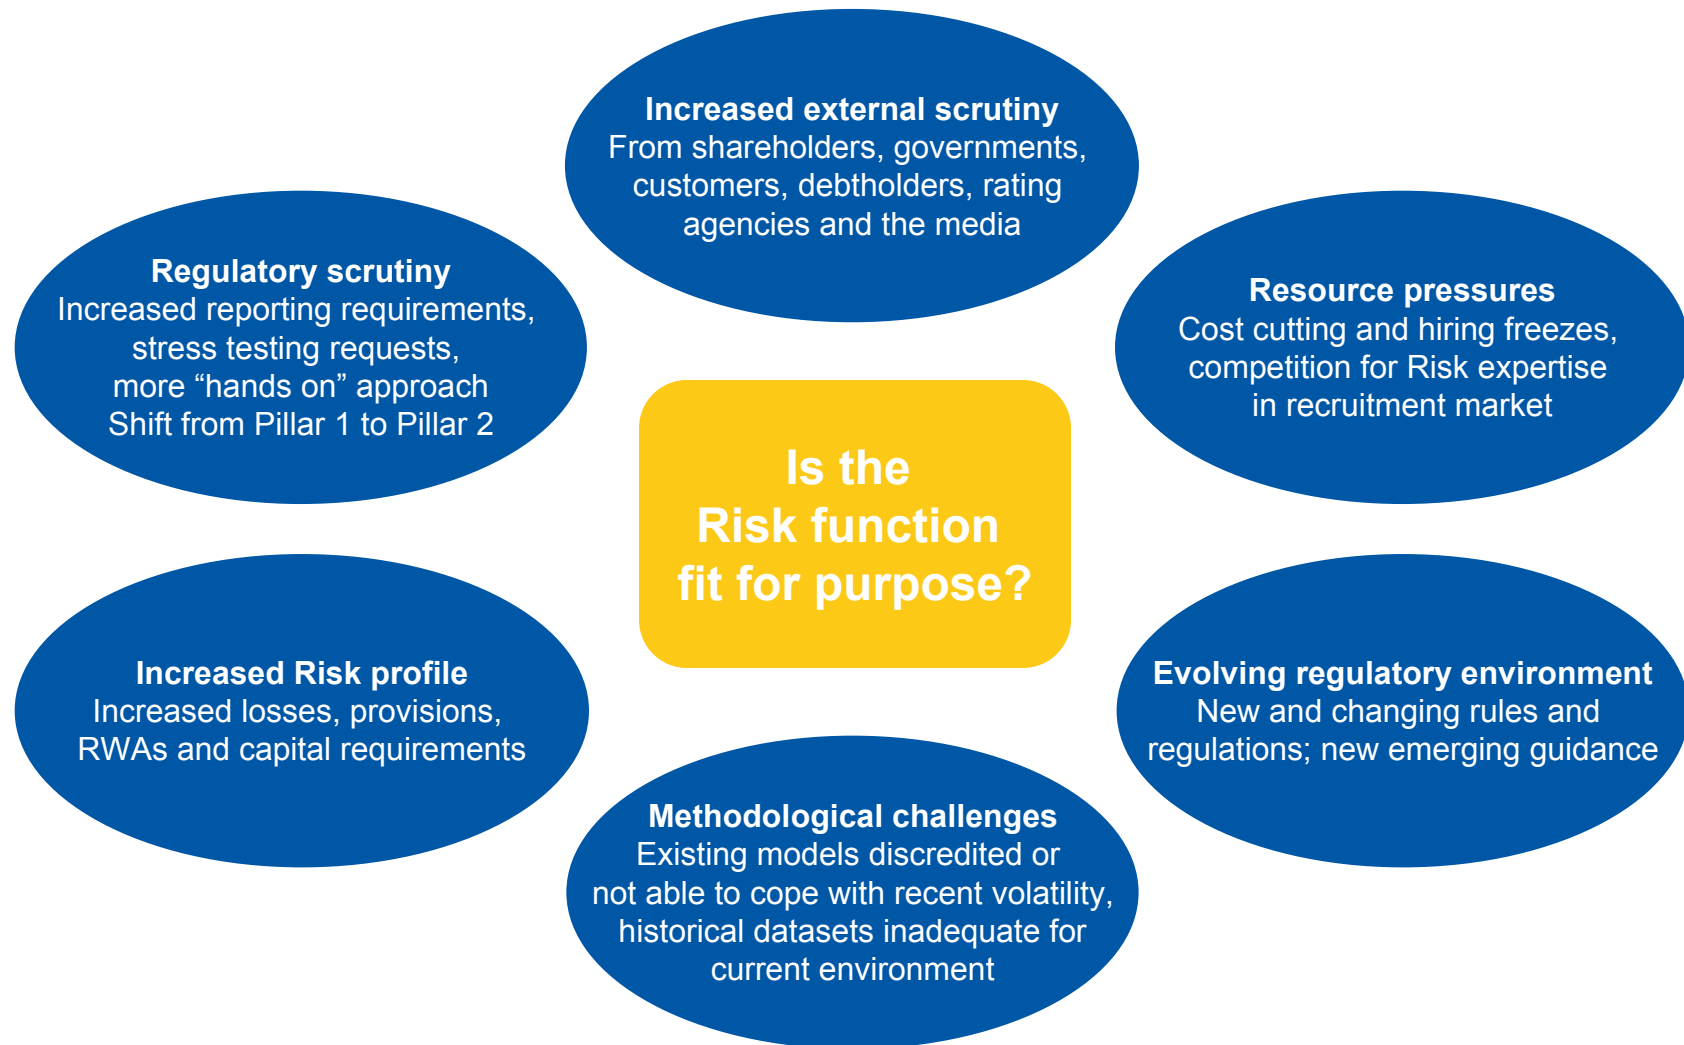 Increased external scrutiny
From shareholders, governments,
customers, debtholders, rating
agencies and the media
Regulatory scrutiny
Increased reporting requirements,
stress testing requests,
more “hands on” approach
Shift from Pillar 1 to Pillar 2
Resource pressures
Cost cutting and hiring freezes,
competition for Risk expertise
in recruitment market
Is the
Risk function
fit for purpose?
Increased Risk profile
Increased losses, provisions,
RWAs and capital requirements
Evolving regulatory environment
New and changing rules and
regulations; new emerging guidance
Methodological challenges
Existing models discredited or
not able to cope with recent volatility,
historical datasets inadequate for
current environment